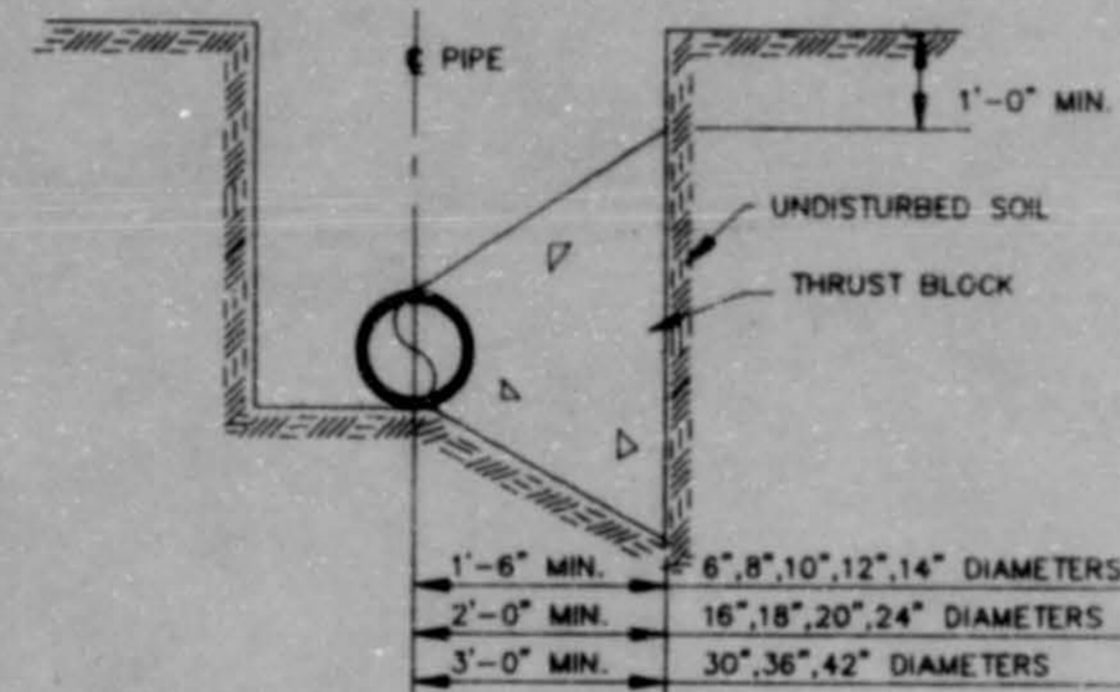 ℄ PIPE
1'-0" MIN.
UNDISTURBED SOIL
THRUST BLOCK
1'-6" MIN. 6",8",10",12",14" DIAMETERS
2'-0" MIN. 16",18",20",24" DIAMETERS
3'-0" MIN. 30",36",42" DIAMETERS